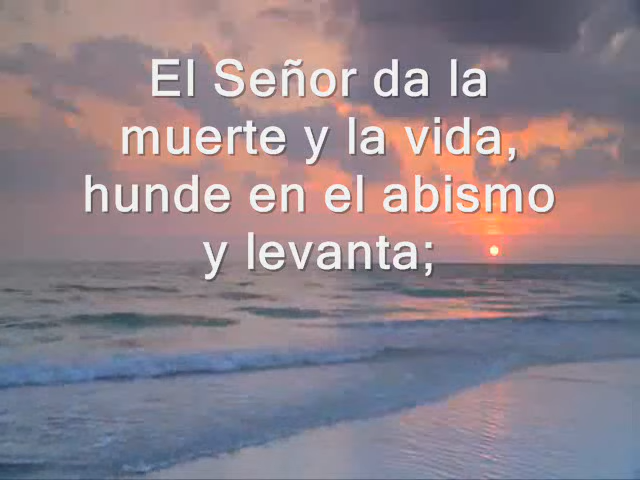 El Señor da la
muerte y la vida,
hunde en el abismo
y levanta;